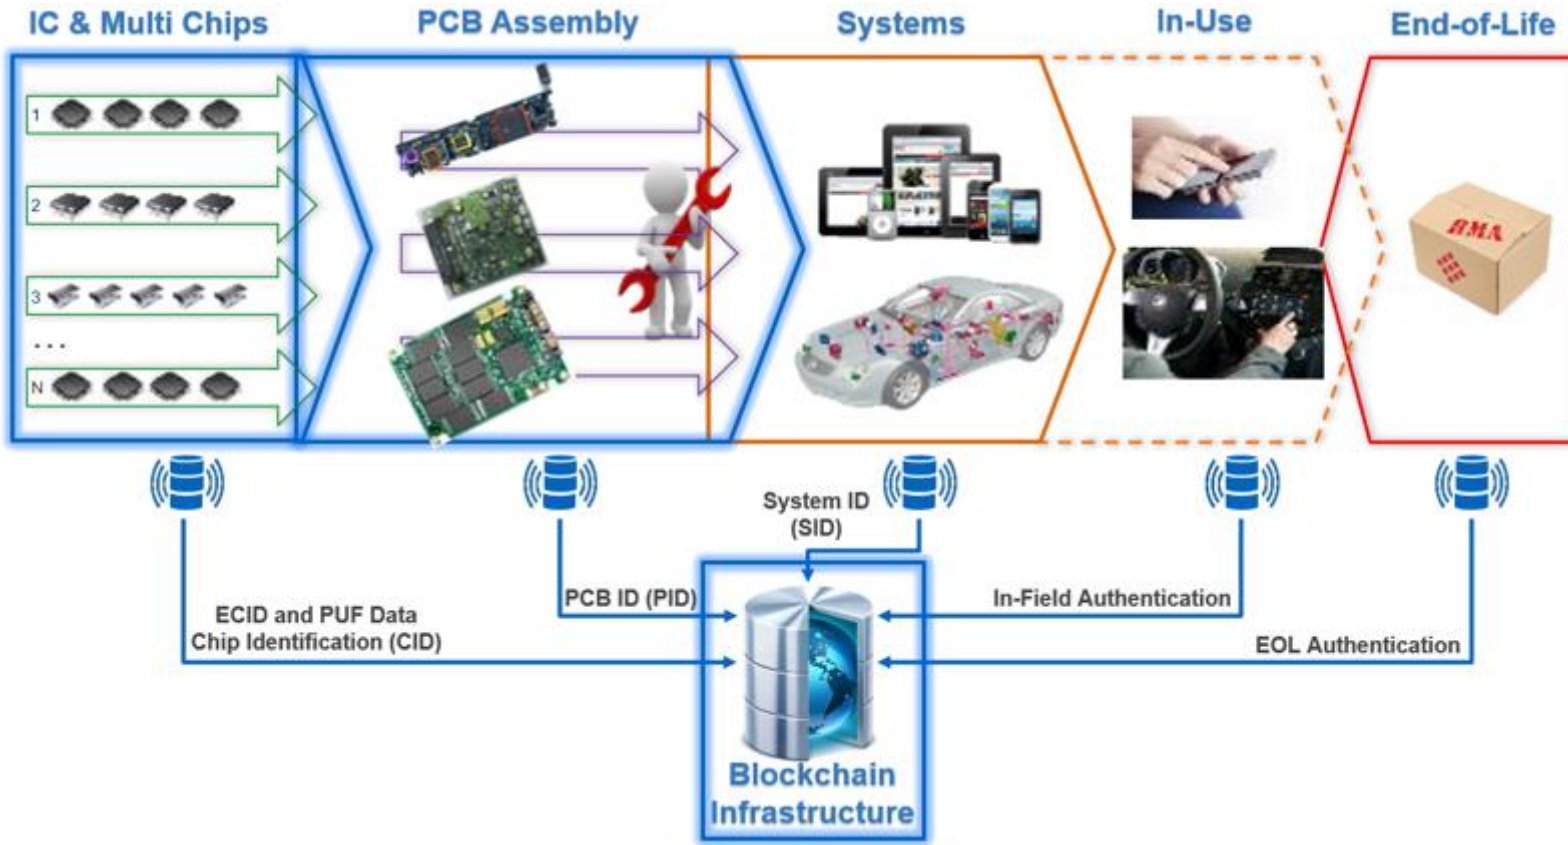 IC & Multi Chips
PCB Assembly
Systems
In-Use
End-of-Life
1
2
3
...
N
RMA
System ID
(SID)
ECID and PUF Data
Chip Identification (CID)
PCB ID (PID)
In-Field Authentication
EOL Authentication
Blockchain
Infrastructure